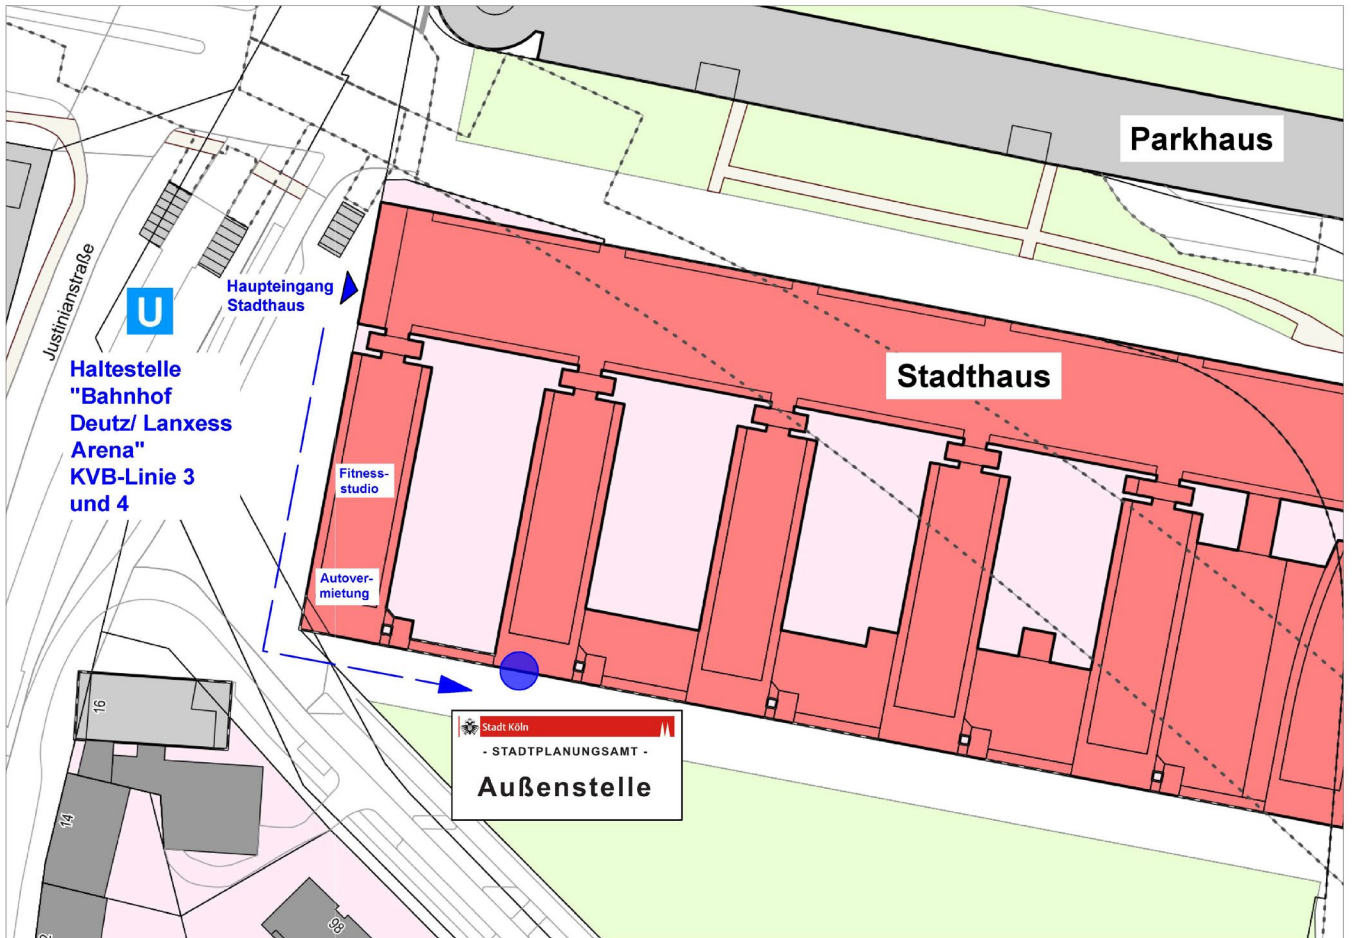 Parkhaus
Justinianstraße
U
Haupteingang
Stadthaus
Haltestelle
"Bahnhof
Deutz/ Lanxess
Arena"
KVB-Linie 3
und 4
Stadthaus
Fitness-
studio
Autover-
mietung
16
Stadt Köln
- STADTPLANUNGSAMT -
Außenstelle
14
98